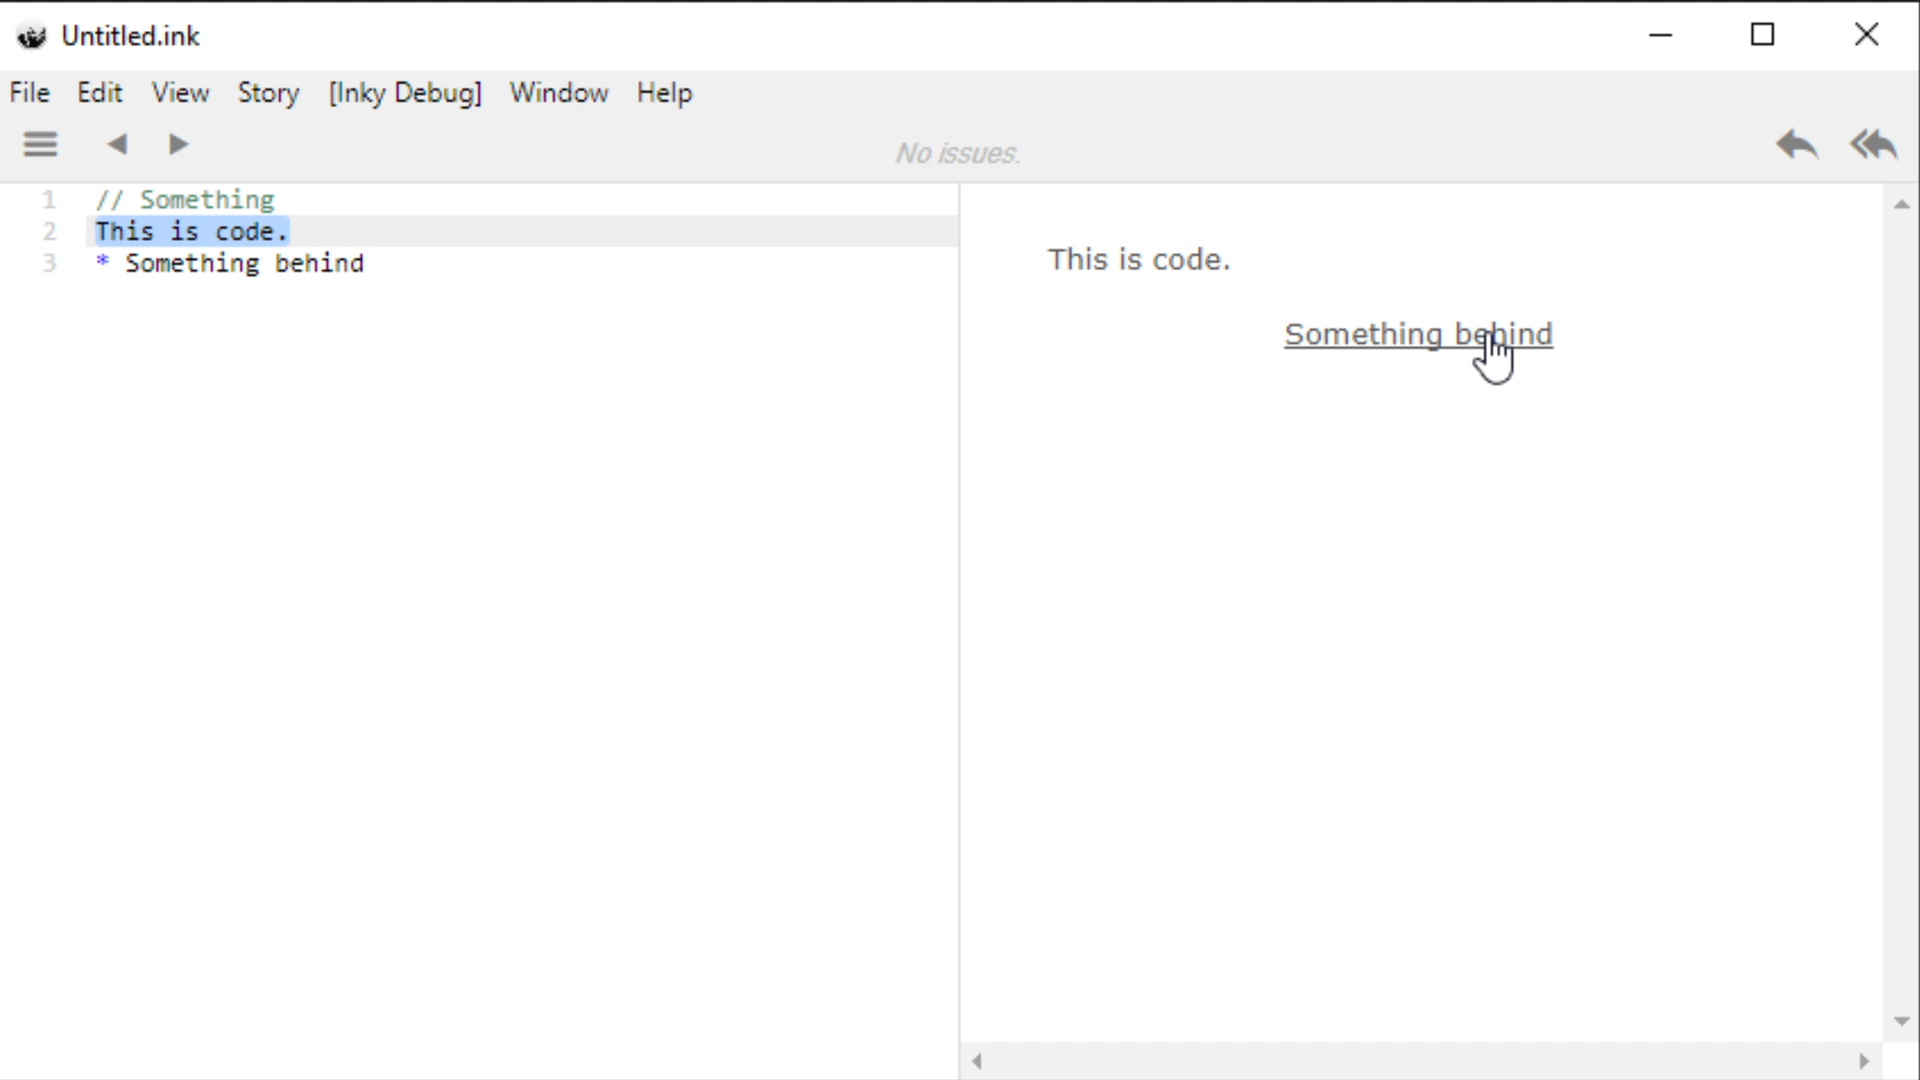 Untitled.ink
File Edit View Story [Inky Debug] Window Help
No issues.
1 // Something
2 This is code.
3 * Something behind
This is code.
Something behind